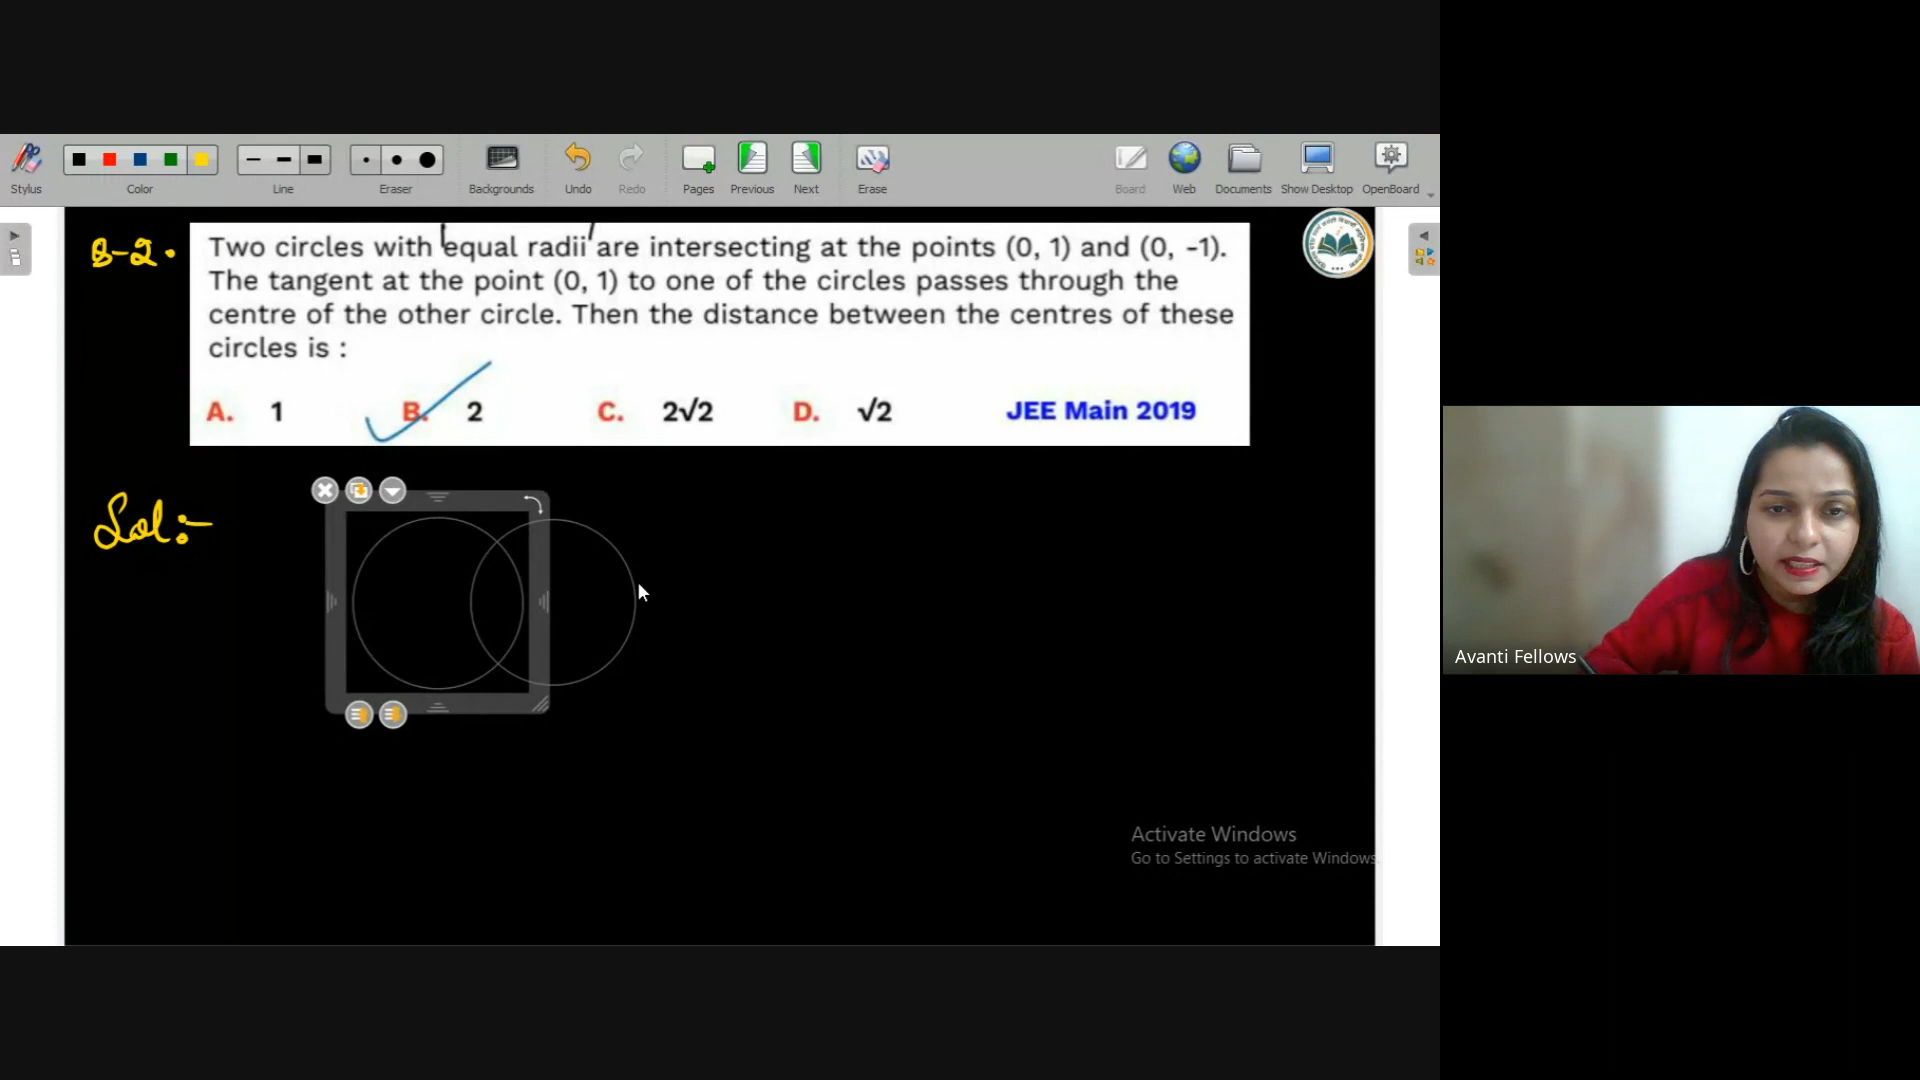 Stylus Color Line Eraser Backgrounds Undo Redo Pages Previous Next Erase Board Web Documents Show Desktop OpenBoard
Q-2.
Two circles with equal radii are intersecting at the points (0, 1) and (0, -1).
The tangent at the point (0, 1) to one of the circles passes through the
centre of the other circle. Then the distance between the centres of these
circles is :
A. 1 B. 2 C. 2√2 D. √2 JEE Main 2019
Sol:-
Avanti Fellows
Activate Windows
Go to Settings to activate Windows.